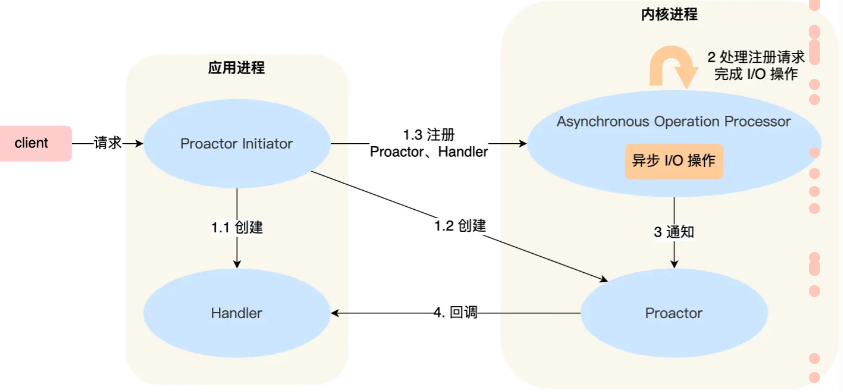 内核进程
应用进程
2 处理注册请求
完成 I/O 操作
client
请求
Proactor Initiator
1.3 注册
Proactor、Handler
Asynchronous Operation Processor
异步 I/O 操作
1.1 创建
1.2 创建
3 通知
Handler
4. 回调
Proactor